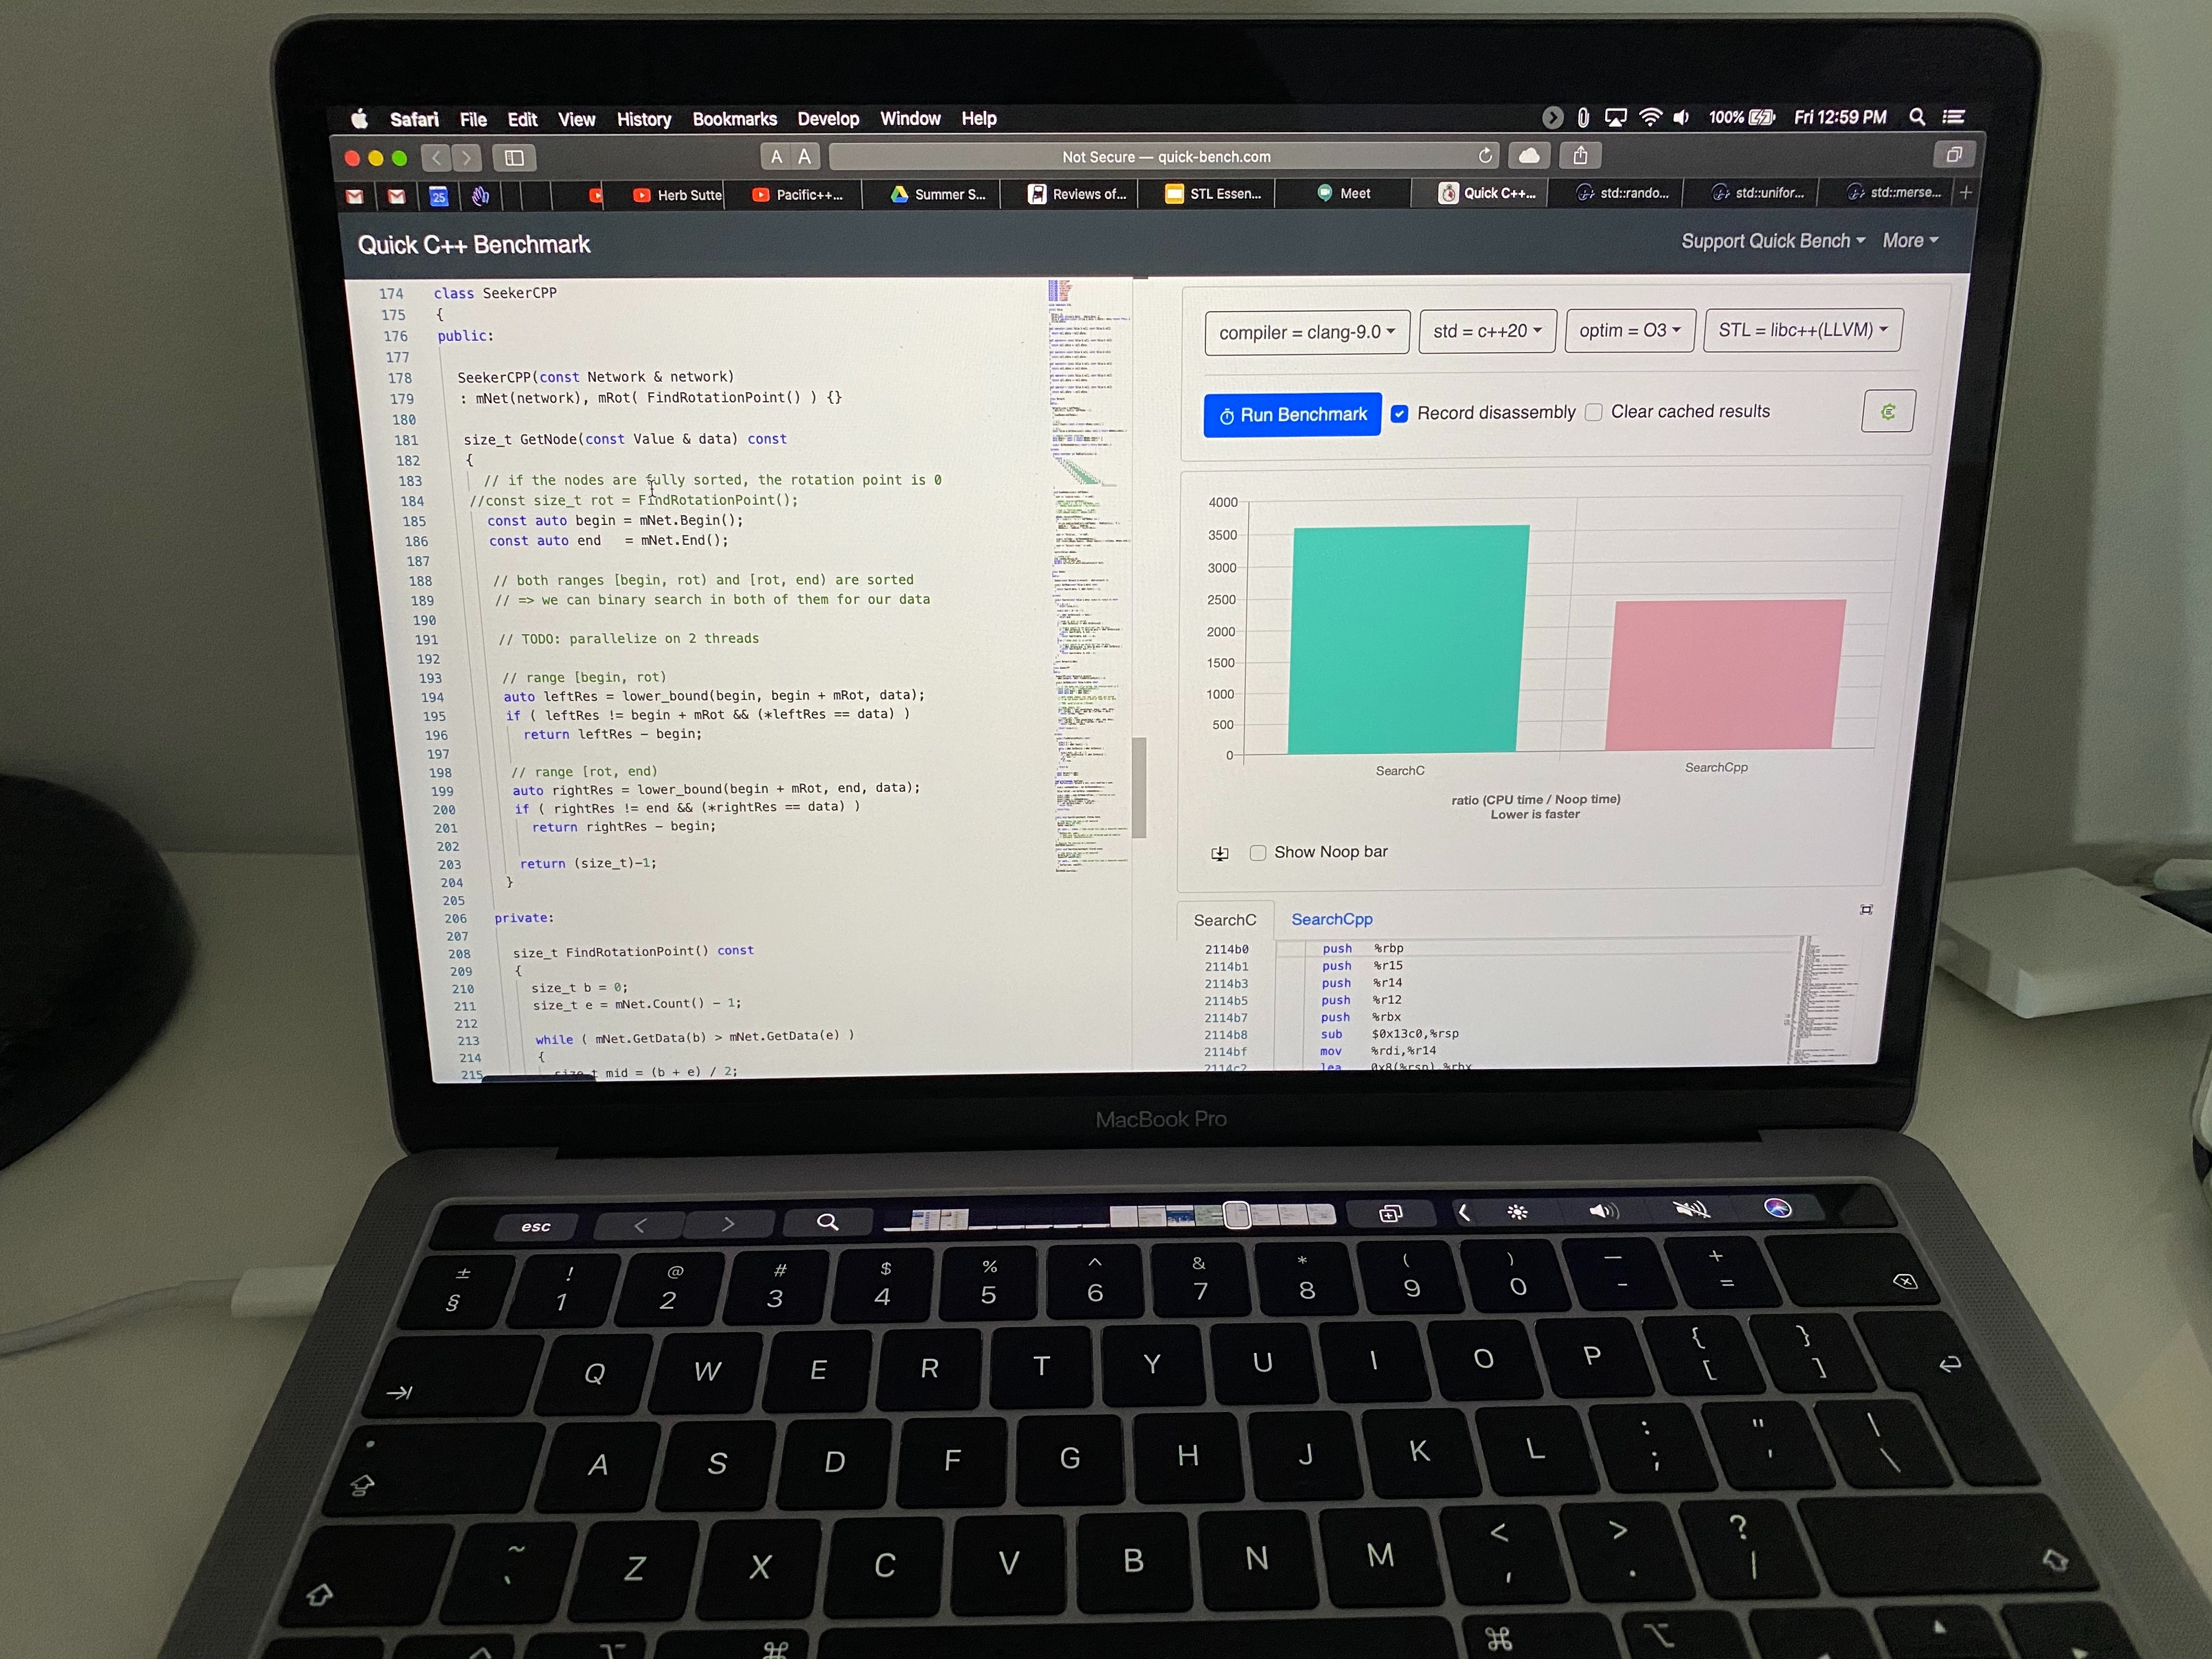 Safari File Edit View History Bookmarks Develop Window Help 100% Fri 12:59 PM
A A Not Secure — quick-bench.com
25 Herb Sutte Pacific++... Summer S... Reviews of... STL Essen... Meet Quick C++... std::rando... std::unifor... std::merse... +
Quick C++ Benchmark Support Quick Bench More
174 class SeekerCPP
175 {
176 public:
177
178 SeekerCPP(const Network & network)
179 : mNet(network), mRot( FindRotationPoint() ) {}
180
181 size_t GetNode(const Value & data) const
182 {
183 // if the nodes are fully sorted, the rotation point is 0
184 //const size_t rot = FindRotationPoint();
185 const auto begin = mNet.Begin();
186 const auto end = mNet.End();
187
188 // both ranges [begin, rot) and [rot, end) are sorted
189 // => we can binary search in both of them for our data
190
191 // TODO: parallelize on 2 threads
192
193 // range [begin, rot)
194 auto leftRes = lower_bound(begin, begin + mRot, data);
195 if ( leftRes != begin + mRot && (*leftRes == data) )
196 return leftRes - begin;
197
198 // range [rot, end)
199 auto rightRes = lower_bound(begin + mRot, end, data);
200 if ( rightRes != end && (*rightRes == data) )
201 return rightRes - begin;
202
203 return (size_t)-1;
204 }
205
206 private:
207
208 size_t FindRotationPoint() const
209 {
210 size_t b = 0;
211 size_t e = mNet.Count() - 1;
212
213 while ( mNet.GetData(b) > mNet.GetData(e) )
214 {
215 size_t mid = (b + e) / 2;
compiler = clang-9.0 std = c++20 optim = O3 STL = libc++(LLVM)
Run Benchmark Record disassembly Clear cached results
4000
3500
3000
2500
2000
1500
1000
500
0
SearchC SearchCpp
ratio (CPU time / Noop time)
Lower is faster
Show Noop bar
SearchC SearchCpp
2114b0 push %rbp
2114b1 push %r15
2114b3 push %r14
2114b5 push %r12
2114b7 push %rbx
2114b8 sub $0x13c0,%rsp
2114bf mov %rdi,%r14
2114c2 lea 0x8(%rsp),%rbx
MacBook Pro
esc
± ! @ # $ % ^ & * ( ) — +
§ 1 2 3 4 5 6 7 8 9 0 - =
Q W E R T Y U I O P { [ } ]
A S D F G H J K L : ; " ' | \
~ ` Z X C V B N M < , > . ? /